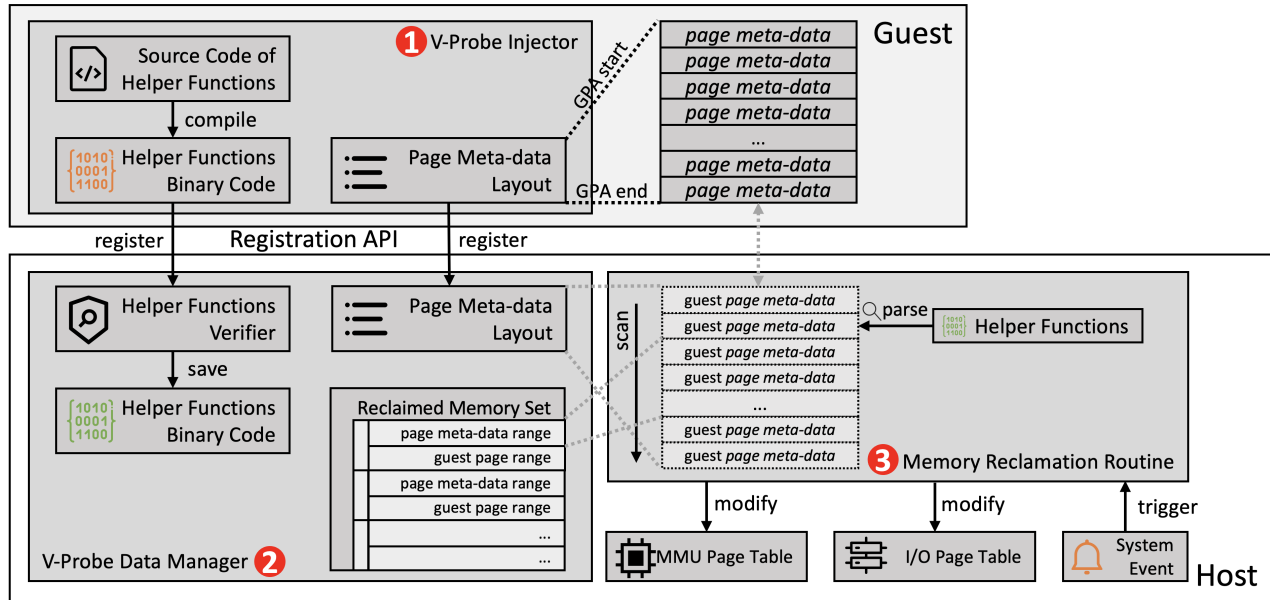 Guest
1 V-Probe Injector
Source Code of
Helper Functions
</>
compile
1010
0001
1100
Helper Functions
Binary Code
Page Meta-data
Layout
GPA start
GPA end
page meta-data
page meta-data
page meta-data
page meta-data
...
page meta-data
page meta-data
register
Registration API
register
Helper Functions
Verifier
save
1010
0001
1100
Helper Functions
Binary Code
Page Meta-data
Layout
Reclaimed Memory Set
page meta-data range
guest page range
page meta-data range
guest page range
...
...
V-Probe Data Manager 2
scan
guest page meta-data
guest page meta-data
guest page meta-data
guest page meta-data
...
guest page meta-data
guest page meta-data
parse
1010
0001
1100
Helper Functions
3 Memory Reclamation Routine
modify
modify
trigger
MMU Page Table
I/O Page Table
System
Event
Host